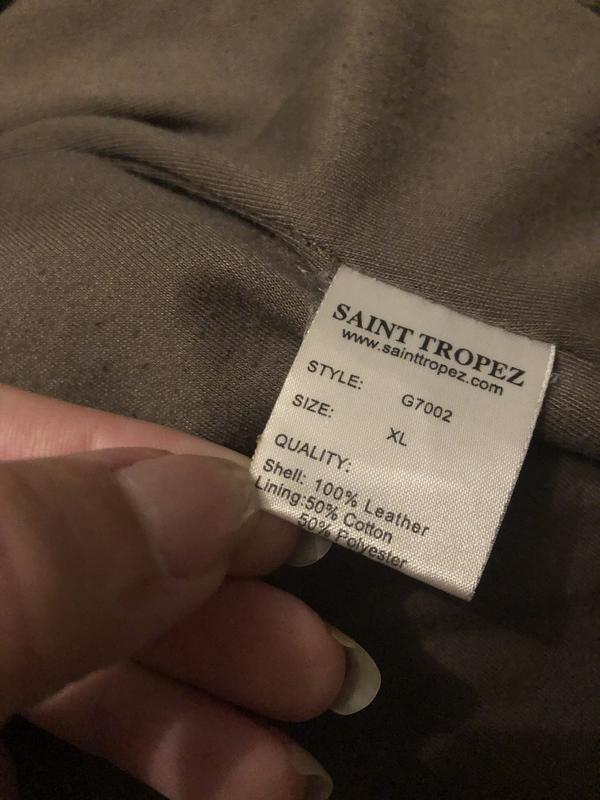 SAINT TROPEZ
www.sainttropez.com
STYLE: G7002
SIZE: XL
QUALITY:
Shell: 100% Leather
Lining:50% Cotton
50% Polyester